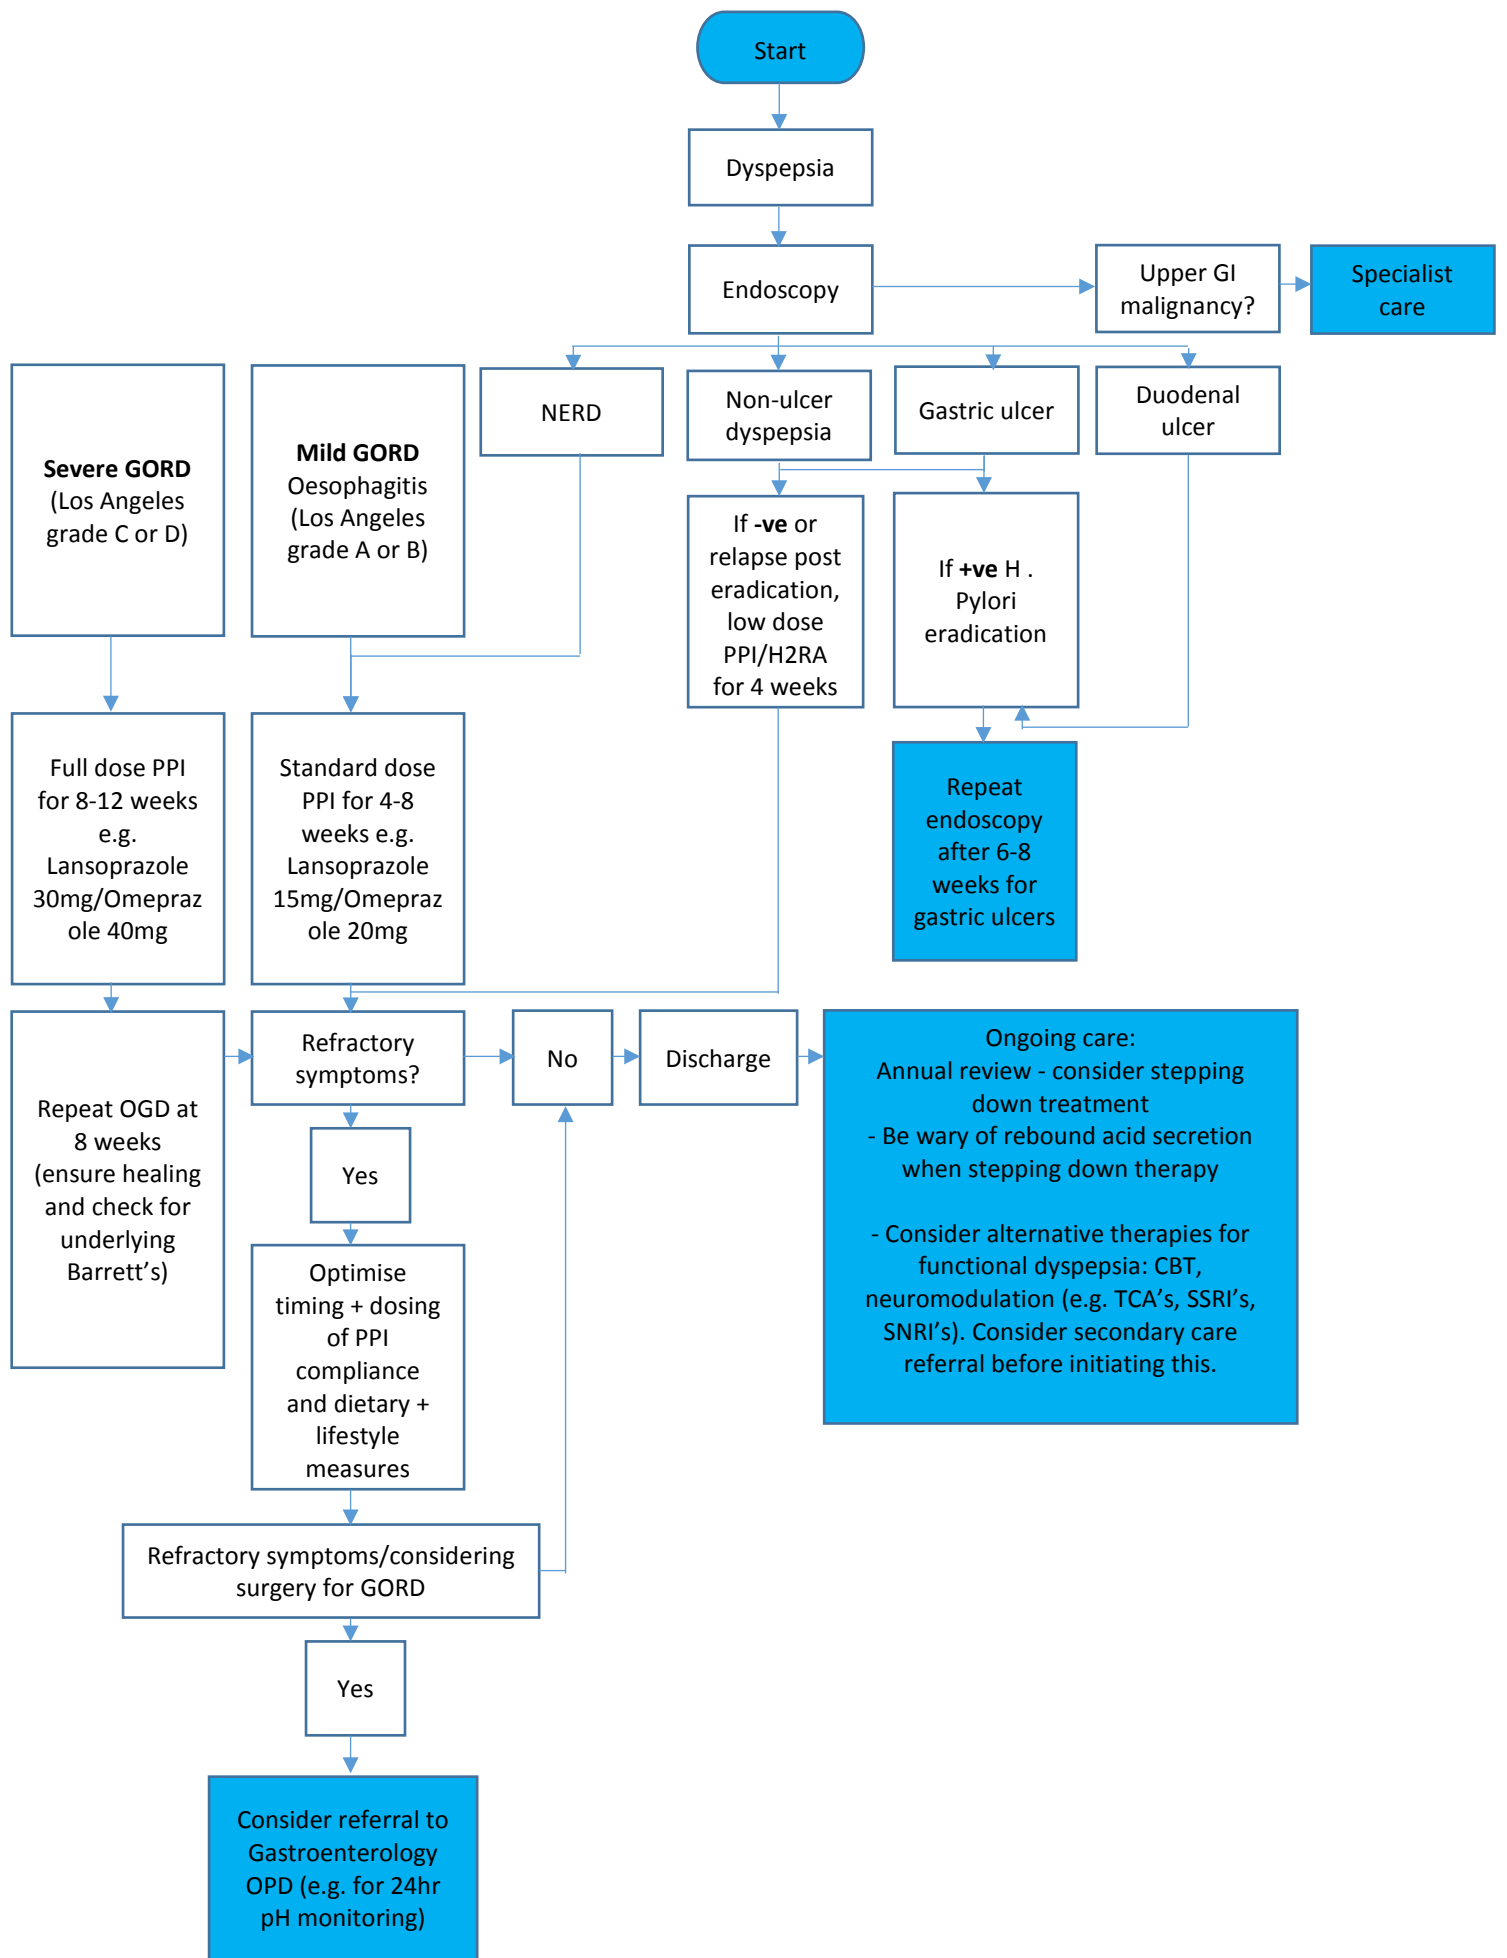 Start
Dyspepsia
Endoscopy
Upper GI
malignancy?
Specialist
care
Severe GORD
(Los Angeles
grade C or D)
Mild GORD
Oesophagitis
(Los Angeles
grade A or B)
NERD
Non-ulcer
dyspepsia
Gastric ulcer
Duodenal
ulcer
If -ve or
relapse post
eradication,
low dose
PPI/H2RA
for 4 weeks
If +ve H .
Pylori
eradication
Full dose PPI
for 8-12 weeks
e.g.
Lansoprazole
30mg/Omepraz
ole 40mg
Standard dose
PPI for 4-8
weeks e.g.
Lansoprazole
15mg/Omepraz
ole 20mg
Repeat
endoscopy
after 6-8
weeks for
gastric ulcers
Repeat OGD at
8 weeks
(ensure healing
and check for
underlying
Barrett’s)
Refractory
symptoms?
No
Discharge
Ongoing care:
Annual review - consider stepping
down treatment
- Be wary of rebound acid secretion
when stepping down therapy
- Consider alternative therapies for
functional dyspepsia: CBT,
neuromodulation (e.g. TCA’s, SSRI’s,
SNRI’s). Consider secondary care
referral before initiating this.
Yes
Optimise
timing + dosing
of PPI
compliance
and dietary +
lifestyle
measures
Refractory symptoms/considering
surgery for GORD
Yes
Consider referral to
Gastroenterology
OPD (e.g. for 24hr
pH monitoring)